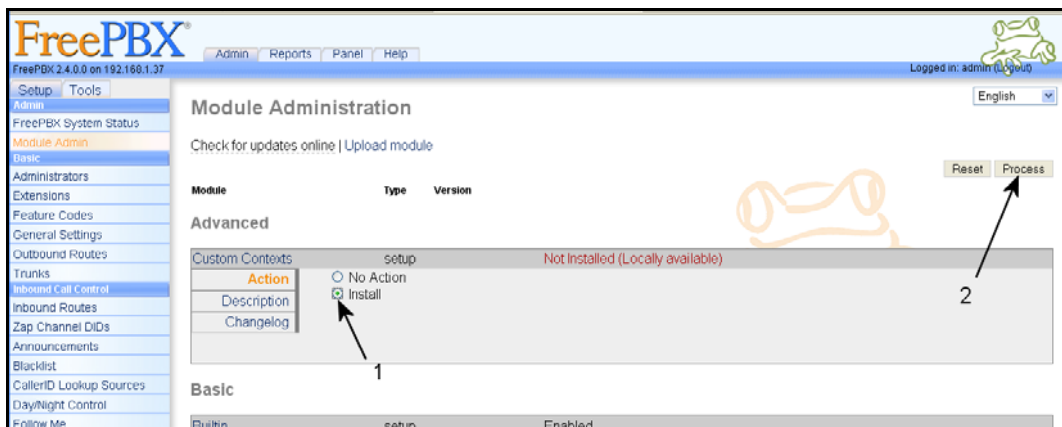 FreePBX®
Admin Reports Panel Help
FreePBX 2.4.0.0 on 192.168.1.37
Logged in: admin (Logout)
Setup Tools
English
Admin
FreePBX System Status
Module Admin
Basic
Administrators
Extensions
Feature Codes
General Settings
Outbound Routes
Trunks
Inbound Call Control
Inbound Routes
Zap Channel DIDs
Announcements
Blacklist
CallerID Lookup Sources
Day/Night Control
Follow Me
Module Administration
Check for updates online | Upload module
Reset Process
Module Type Version
Advanced
Custom Contexts setup Not Installed (Locally available)
Action
No Action
Install
Description
Changelog
1
2
Basic
Builtin setup Enabled